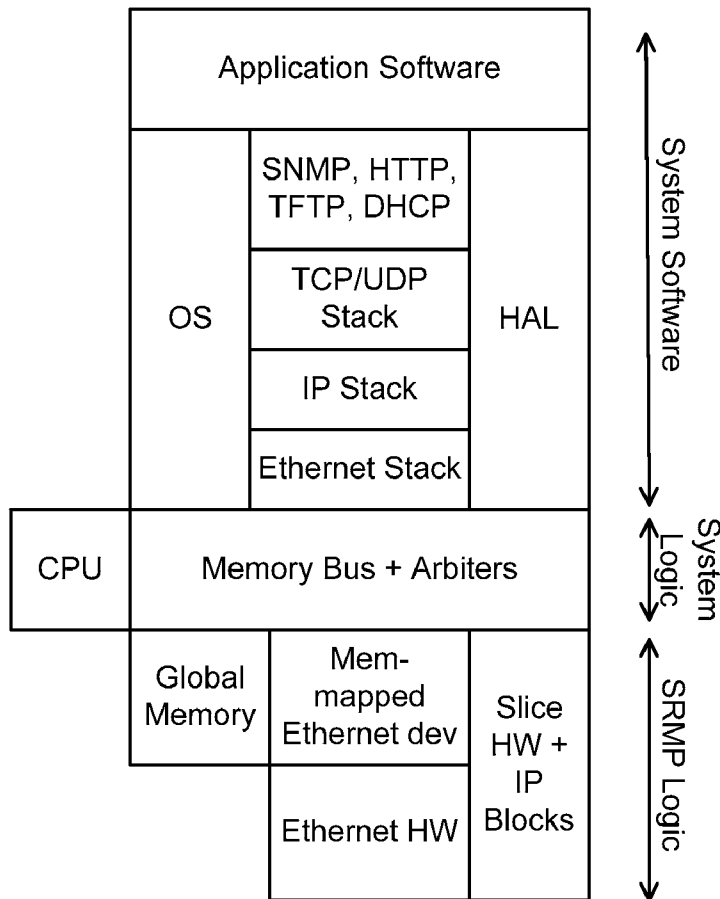 Application Software
SNMP, HTTP,
TFTP, DHCP
OS
TCP/UDP
Stack
HAL
IP Stack
Ethernet Stack
System Software
CPU
Memory Bus + Arbiters
System
Logic
Global
Memory
Mem-
mapped
Ethernet dev
Slice
HW +
IP
Blocks
Ethernet HW
SRMP Logic